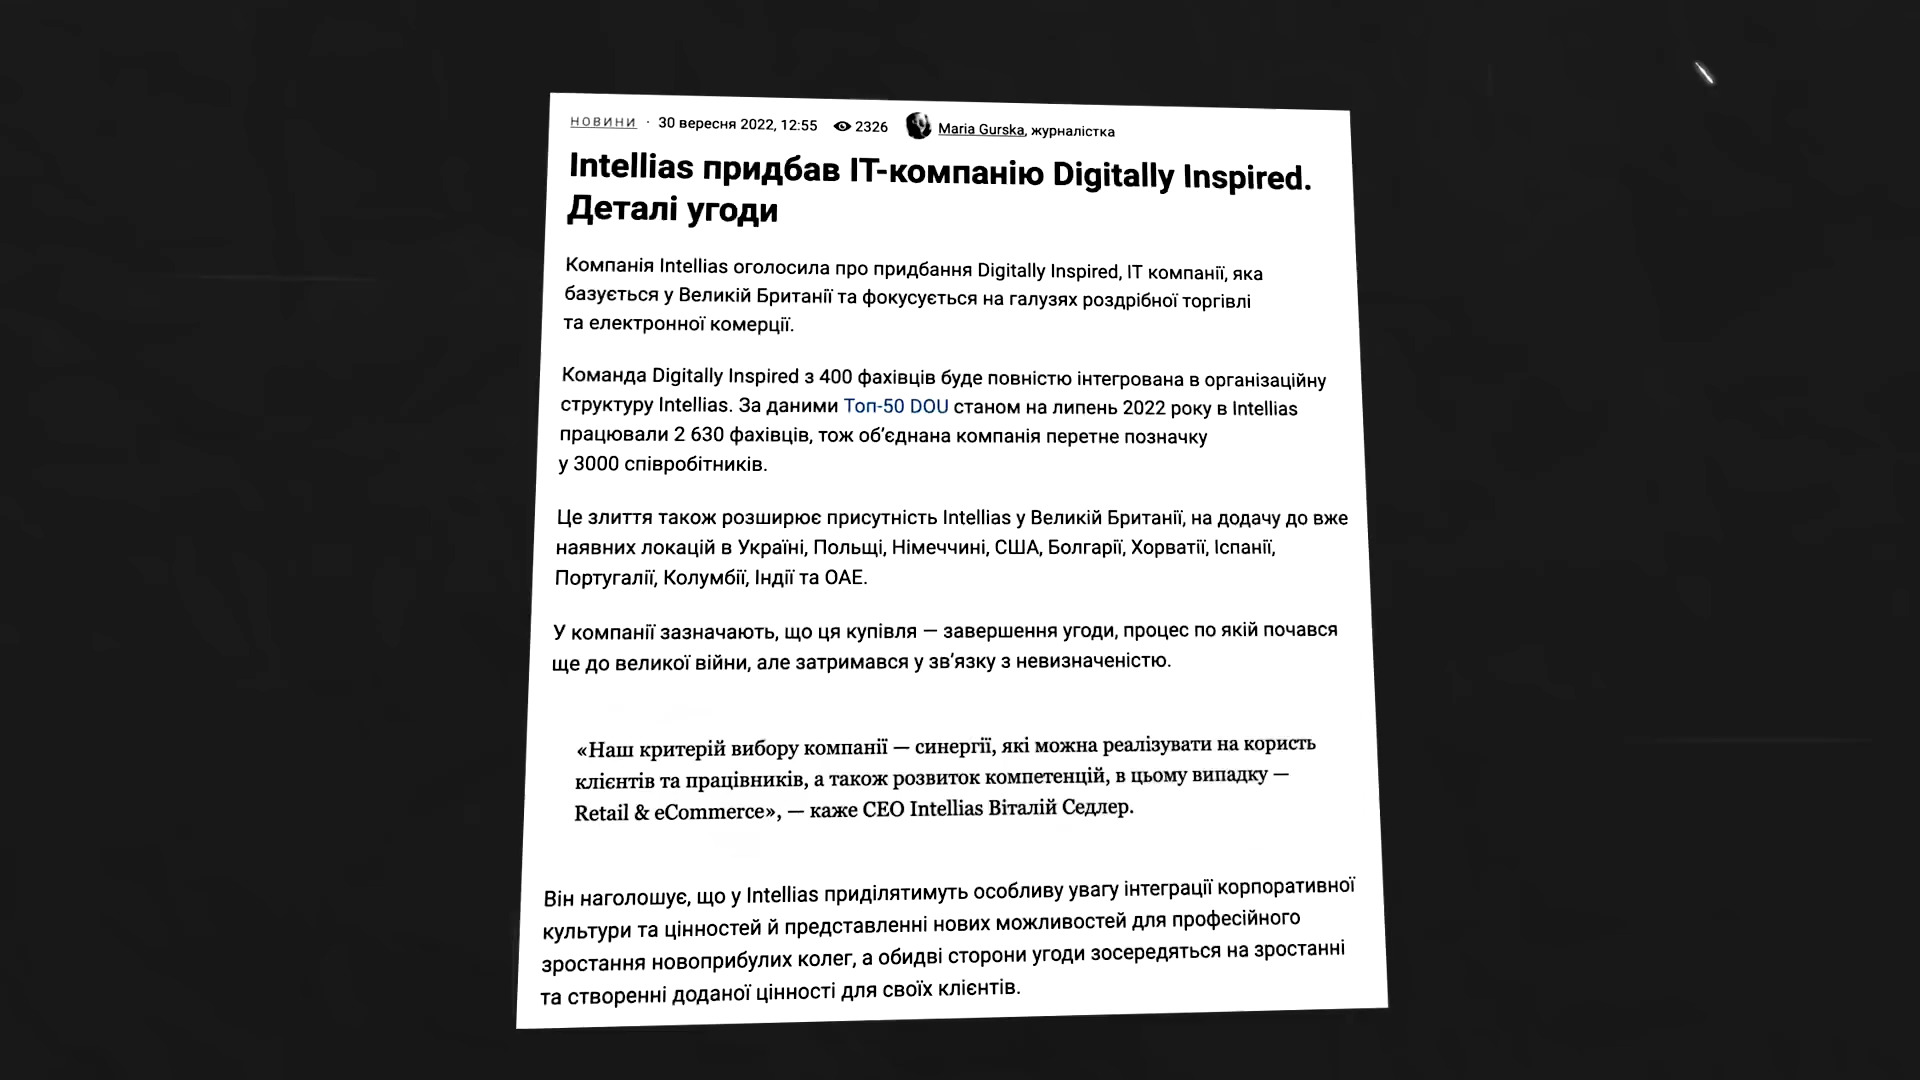 НОВИНИ · 30 вересня 2022, 12:55 2326 Maria Gurska, журналістка
Intellias придбав ІТ-компанію Digitally Inspired.
Деталі угоди
Компанія Intellias оголосила про придбання Digitally Inspired, ІТ компанії, яка
базується у Великій Британії та фокусується на галузях роздрібної торгівлі
та електронної комерції.
Команда Digitally Inspired з 400 фахівців буде повністю інтегрована в організаційну
структуру Intellias. За даними Топ-50 DOU станом на липень 2022 року в Intellias
працювали 2 630 фахівців, тож об’єднана компанія перетне позначку
у 3000 співробітників.
Це злиття також розширює присутність Intellias у Великій Британії, на додачу до вже
наявних локацій в Україні, Польщі, Німеччині, США, Болгарії, Хорватії, Іспанії,
Португалії, Колумбії, Індії та ОАЕ.
У компанії зазначають, що ця купівля — завершення угоди, процес по якій почався
ще до великої війни, але затримався у зв’язку з невизначеністю.
«Наш критерій вибору компанії — синергії, які можна реалізувати на користь
клієнтів та працівників, а також розвиток компетенцій, в цьому випадку —
Retail & eCommerce», — каже CEO Intellias Віталій Седлер.
Він наголошує, що у Intellias приділятимуть особливу увагу інтеграції корпоративної
культури та цінностей й представленні нових можливостей для професійного
зростання новоприбулих колег, а обидві сторони угоди зосередяться на зростанні
та створенні доданої цінності для своїх клієнтів.